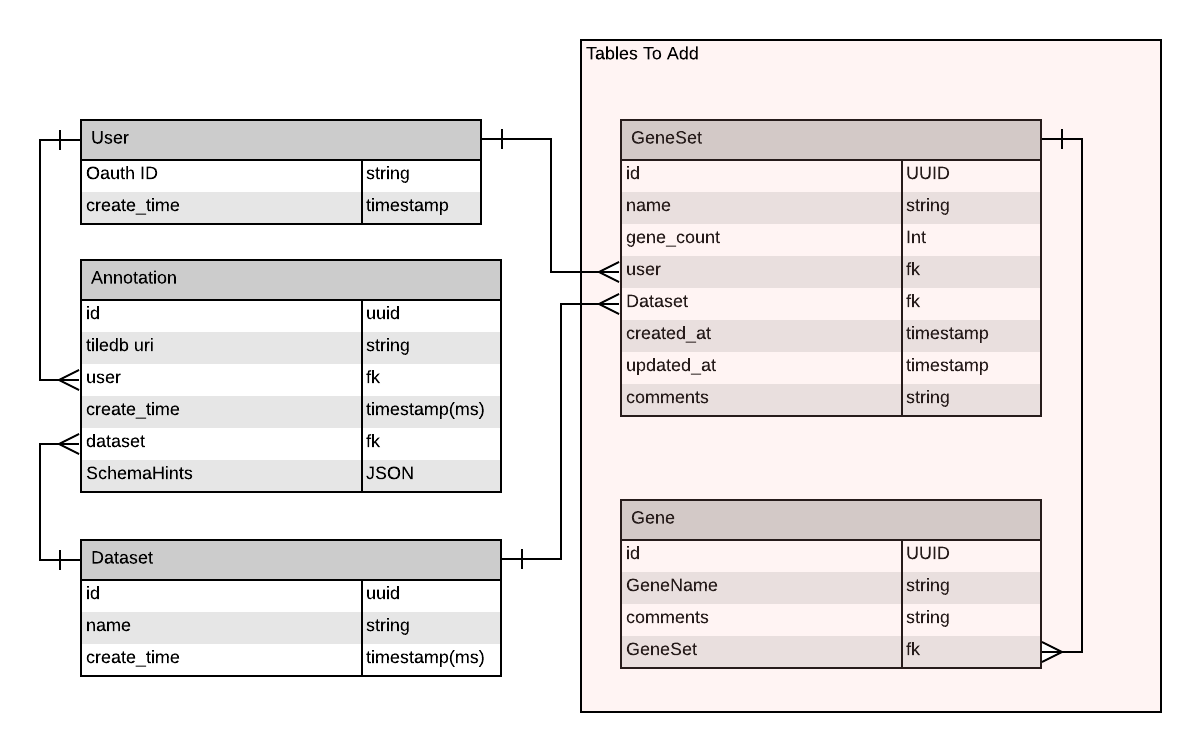 Tables To Add
User
Oauth ID string
create_time timestamp
Annotation
id uuid
tiledb uri string
user fk
create_time timestamp(ms)
dataset fk
SchemaHints JSON
Dataset
id uuid
name string
create_time timestamp(ms)
GeneSet
id UUID
name string
gene_count Int
user fk
Dataset fk
created_at timestamp
updated_at timestamp
comments string
Gene
id UUID
GeneName string
comments string
GeneSet fk